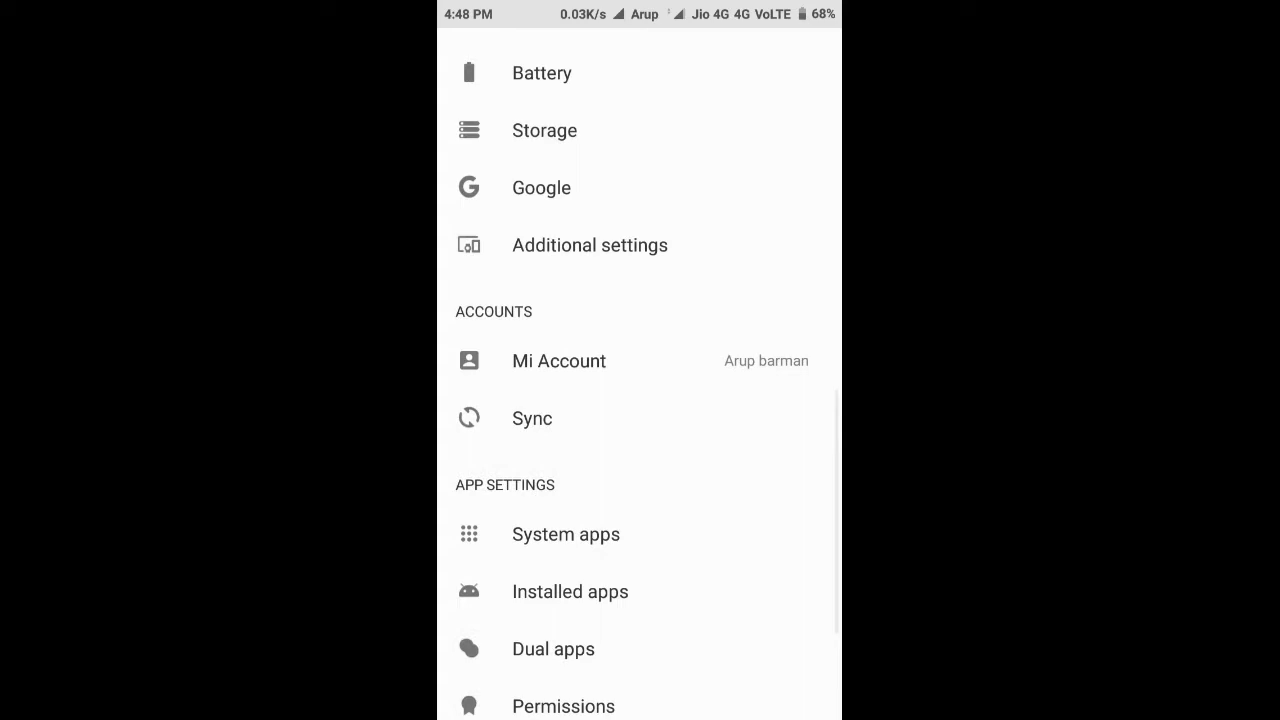 4:48 PM 0.03K/s Arup Jio 4G 4G VoLTE 68%
Battery
Storage
Google
Additional settings
ACCOUNTS
Mi Account Arup barman
Sync
APP SETTINGS
System apps
Installed apps
Dual apps
Permissions